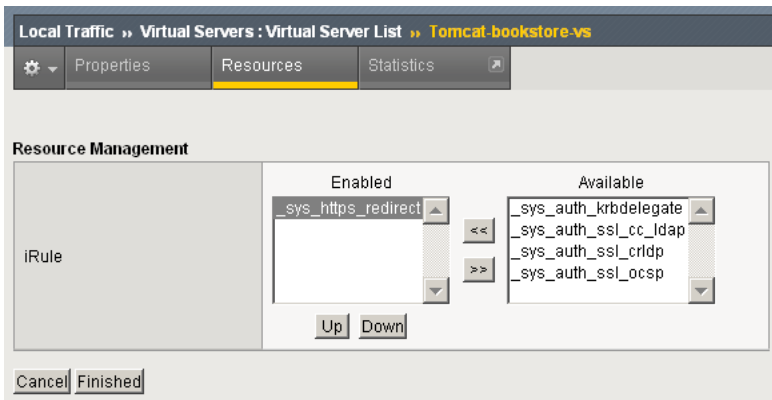 Local Traffic ›› Virtual Servers : Virtual Server List ›› Tomcat-bookstore-vs
Properties Resources Statistics
Resource Management
Enabled Available
_sys_https_redirect _sys_auth_krbdelegate
<< _sys_auth_ssl_cc_ldap
iRule _sys_auth_ssl_crldp
>> _sys_auth_ssl_ocsp
Up Down
Cancel Finished